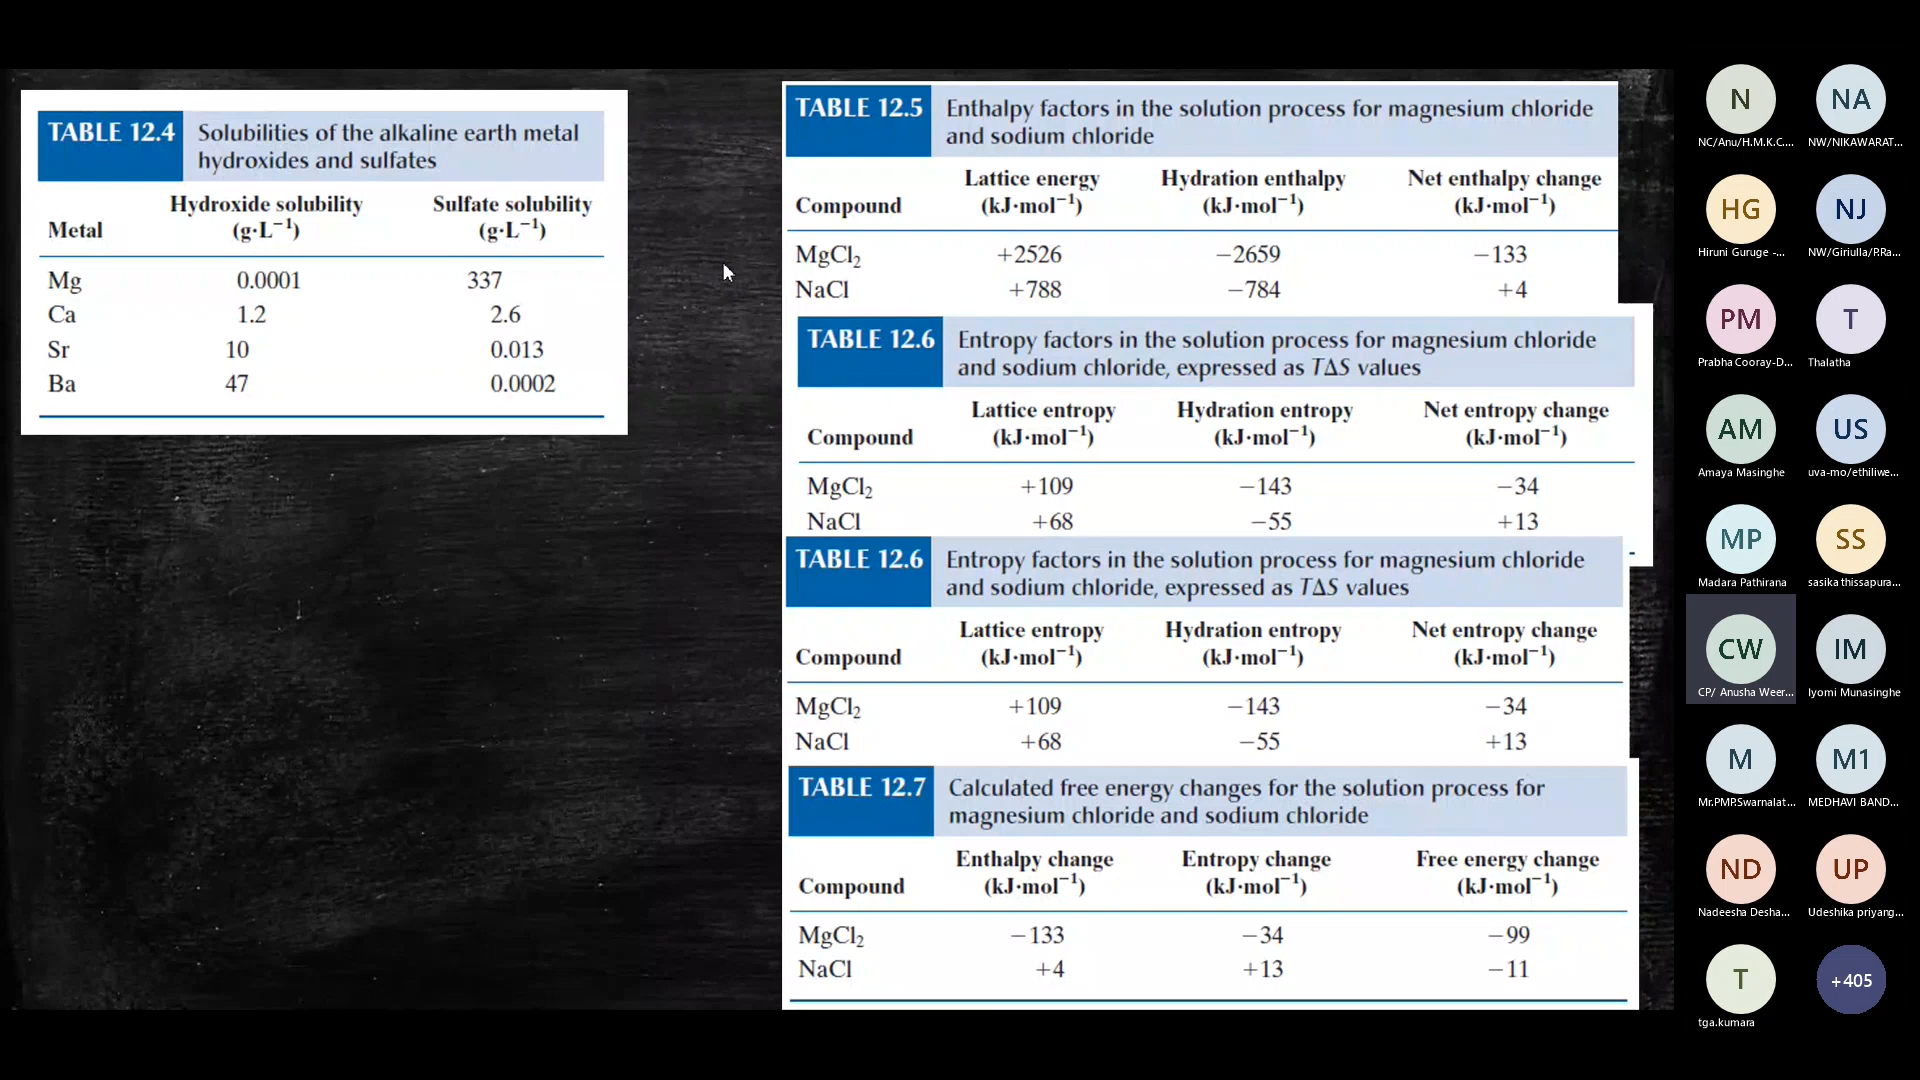 TABLE 12.4 Solubilities of the alkaline earth metal
hydroxides and sulfates
Hydroxide solubility Sulfate solubility
Metal (g·L⁻¹) (g·L⁻¹)
Mg 0.0001 337
Ca 1.2 2.6
Sr 10 0.013
Ba 47 0.0002
TABLE 12.5 Enthalpy factors in the solution process for magnesium chloride
and sodium chloride
Lattice energy Hydration enthalpy Net enthalpy change
Compound (kJ·mol⁻¹) (kJ·mol⁻¹) (kJ·mol⁻¹)
MgCl₂ +2526 −2659 −133
NaCl +788 −784 +4
TABLE 12.6 Entropy factors in the solution process for magnesium chloride
and sodium chloride, expressed as TΔS values
Lattice entropy Hydration entropy Net entropy change
Compound (kJ·mol⁻¹) (kJ·mol⁻¹) (kJ·mol⁻¹)
MgCl₂ +109 −143 −34
NaCl +68 −55 +13
TABLE 12.6 Entropy factors in the solution process for magnesium chloride
and sodium chloride, expressed as TΔS values
Lattice entropy Hydration entropy Net entropy change
Compound (kJ·mol⁻¹) (kJ·mol⁻¹) (kJ·mol⁻¹)
MgCl₂ +109 −143 −34
NaCl +68 −55 +13
TABLE 12.7 Calculated free energy changes for the solution process for
magnesium chloride and sodium chloride
Enthalpy change Entropy change Free energy change
Compound (kJ·mol⁻¹) (kJ·mol⁻¹) (kJ·mol⁻¹)
MgCl₂ −133 −34 −99
NaCl +4 +13 −11
N NA
NC/Anu/H.M.K.C... NW/NIKAWARAT...
HG NJ
Hiruni Guruge -... NW/Giriulla/P.Ra...
PM T
Prabha Cooray-D... Thalatha
AM US
Amaya Masinghe uva-mo/ethiliwe...
MP SS
Madara Pathirana sasika thissapura...
CW IM
CP/ Anusha Weer... Iyomi Munasinghe
M M1
Mr.PMP.Swarnalat... MEDHAVI BAND...
ND UP
Nadeesha Desha... Udeshika priyang...
T +405
tga.kumara